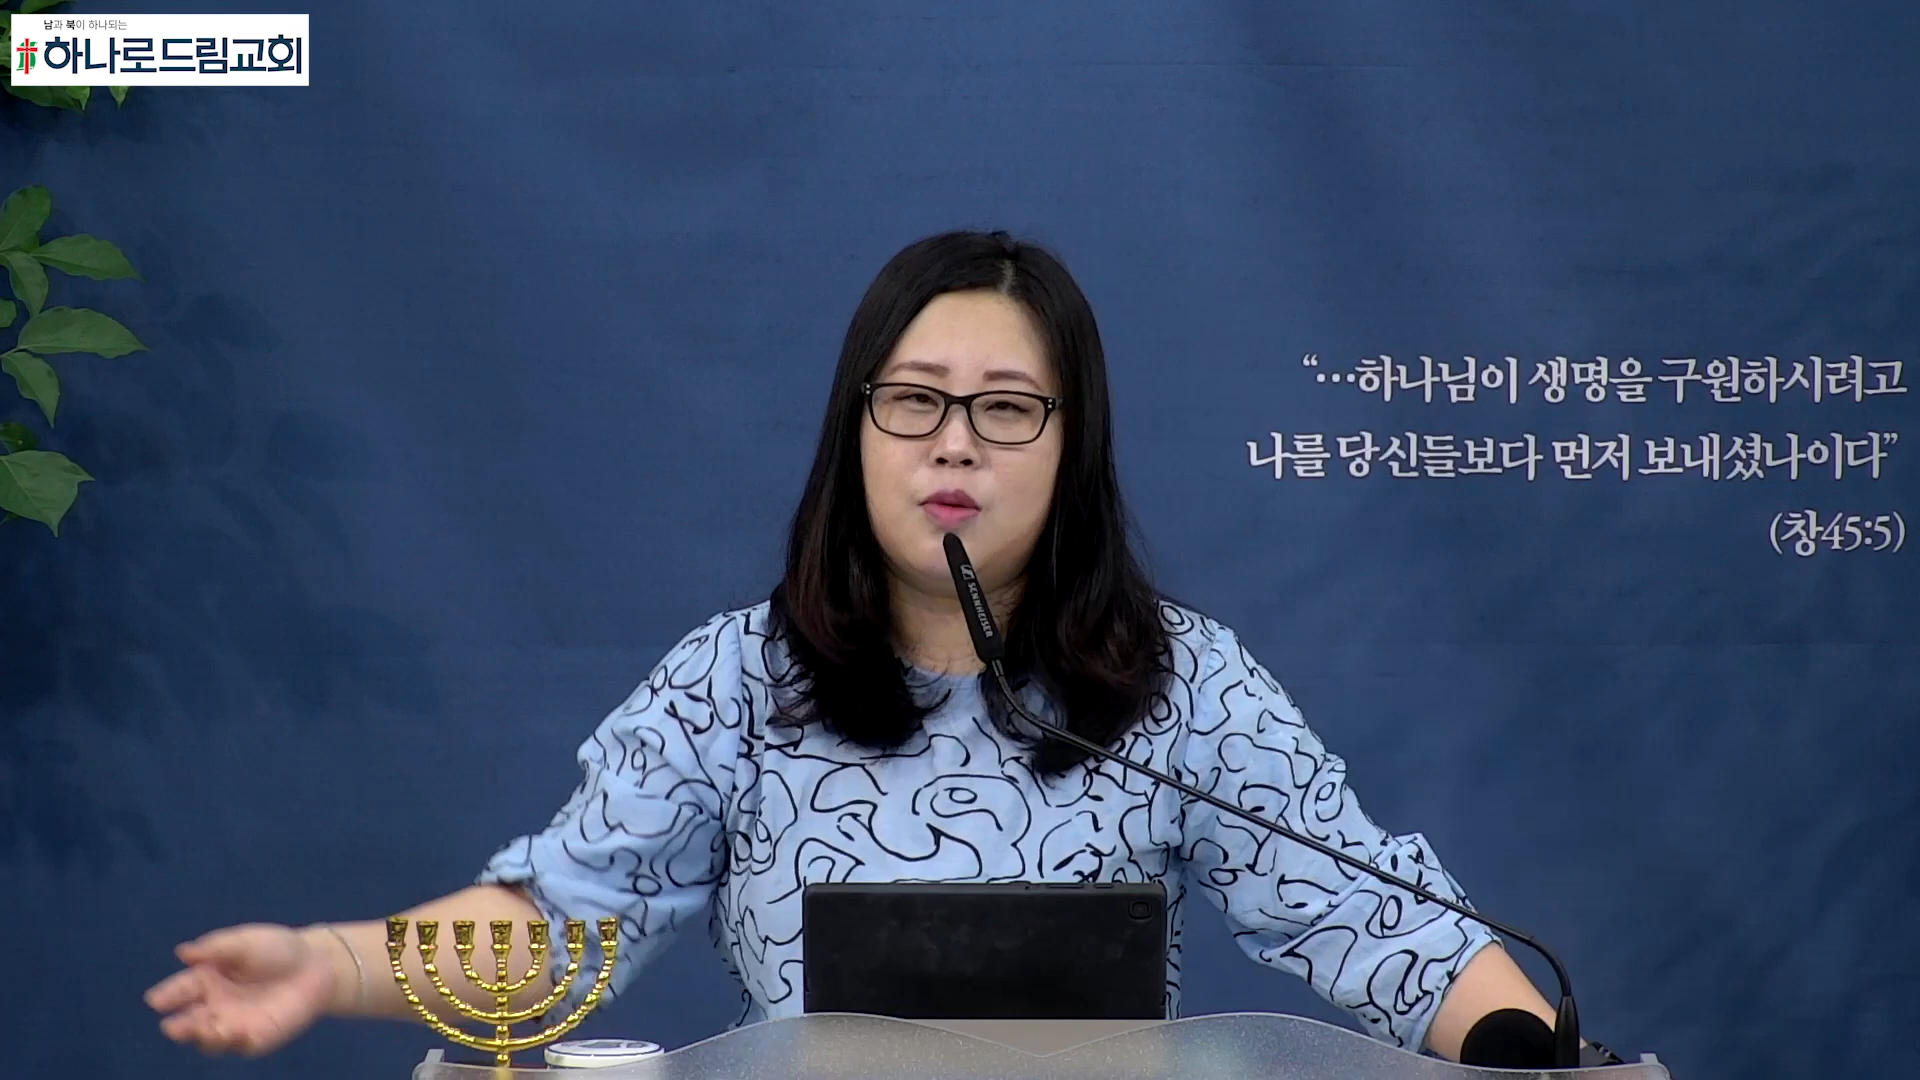 남과 북이 하나되는
하나로드림교회
“…하나님이 생명을 구원하시려고
나를 당신들보다 먼저 보내셨나이다”
(창45:5)
SENNHEISER